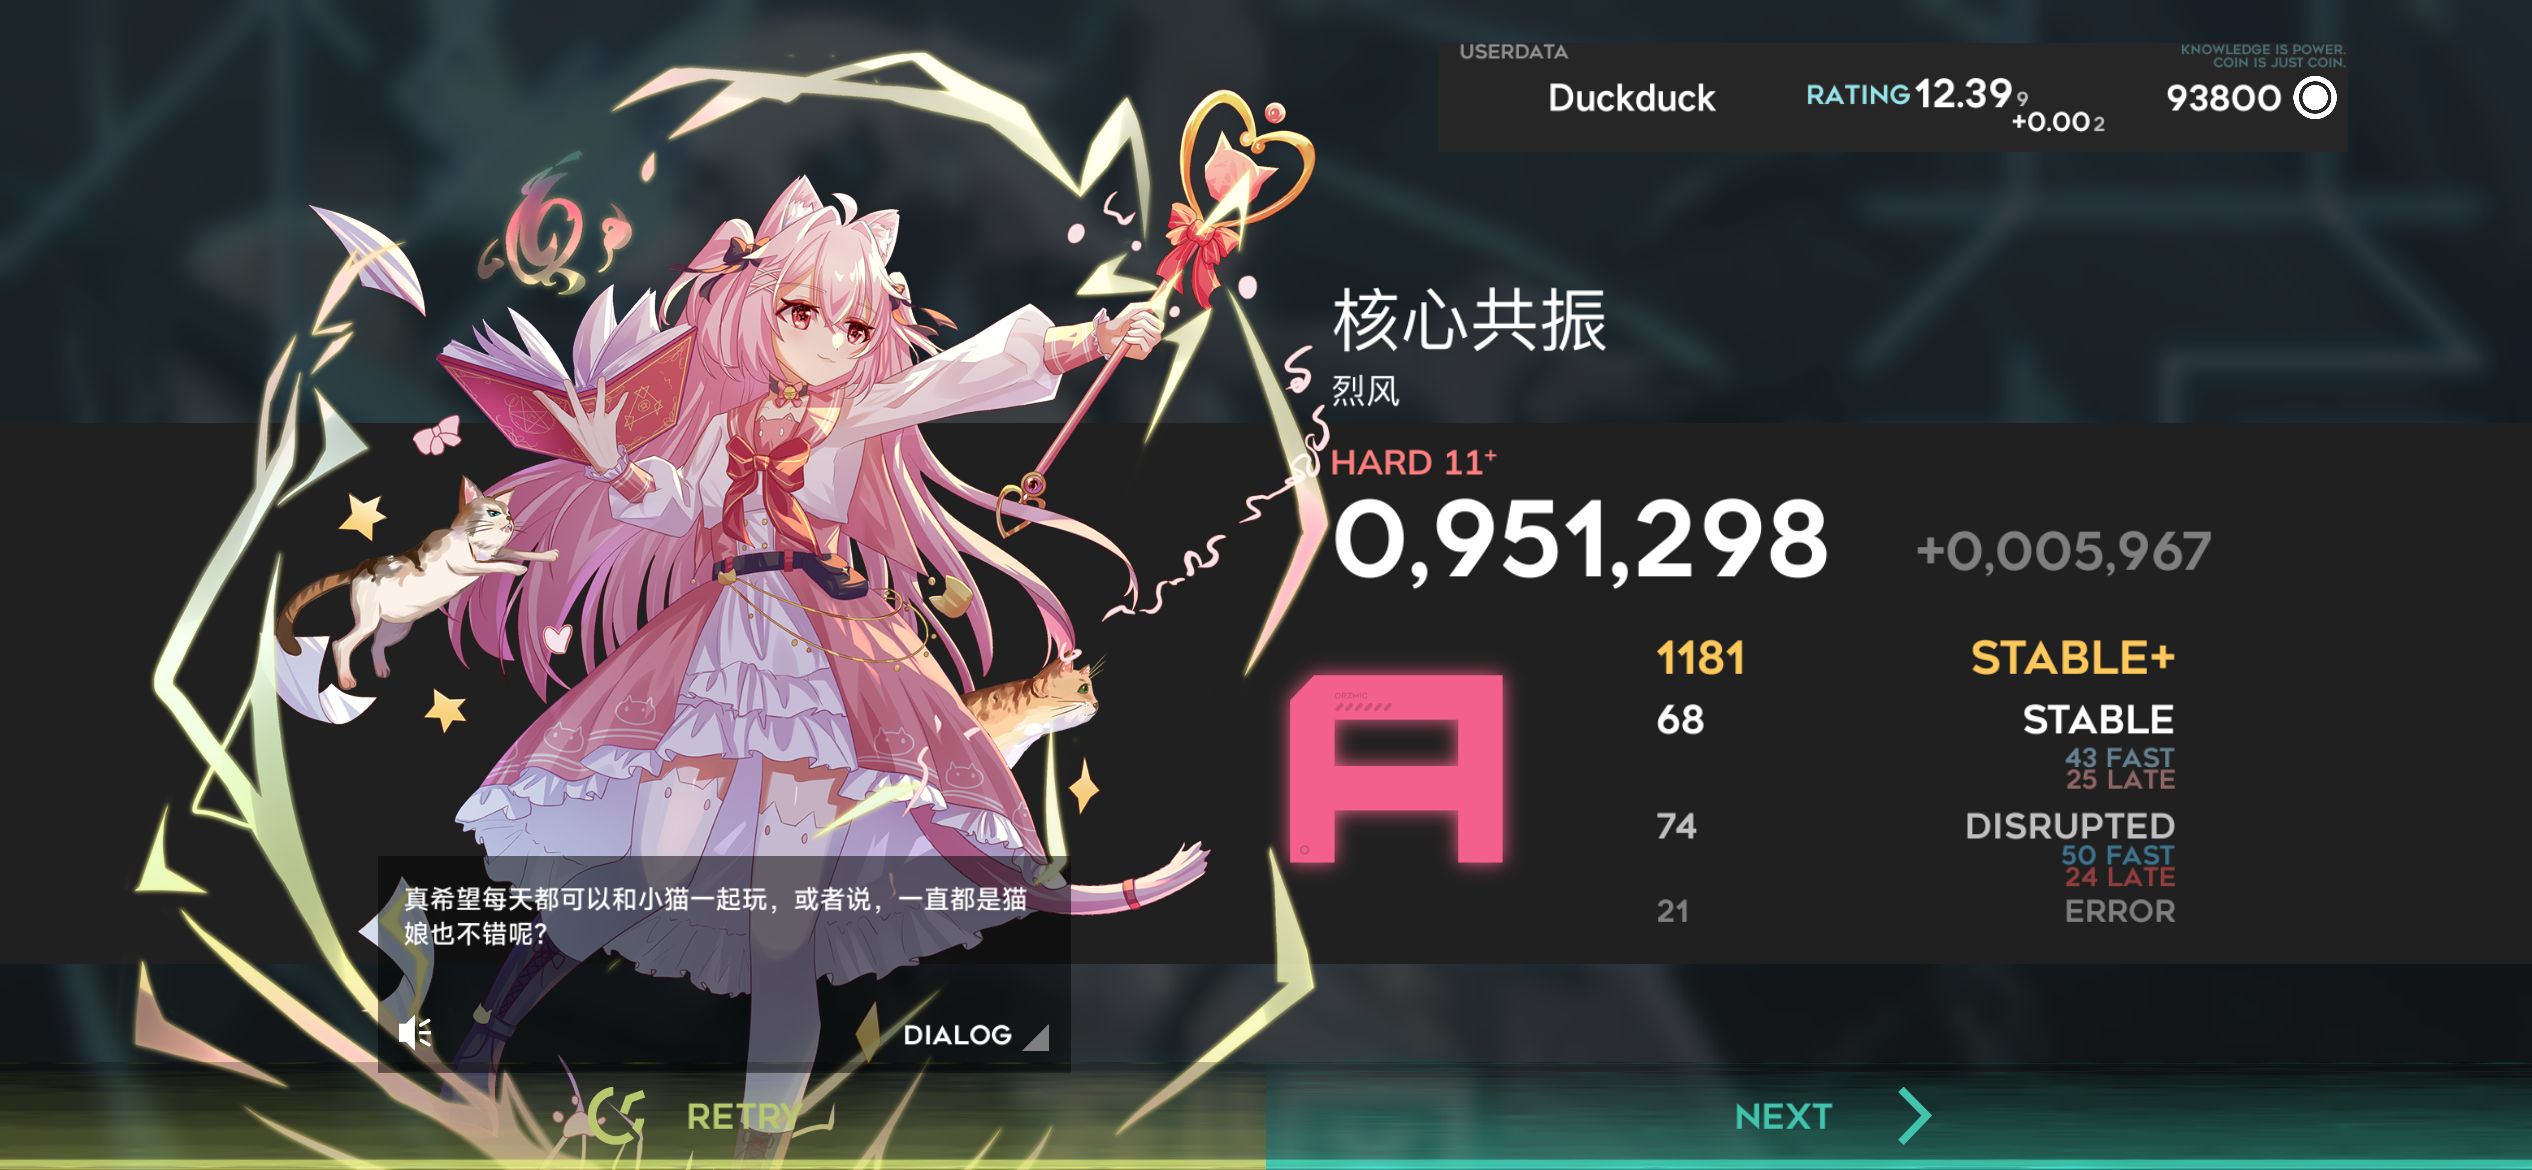 USERDATA
KNOWLEDGE IS POWER.
COIN IS JUST COIN.
Duckduck
RATING 12.399
+0.002
93800
核心共振
烈风
HARD 11+
0,951,298 +0,005,967
ORZMIC
1181 STABLE+
68 STABLE
43 FAST
25 LATE
74 DISRUPTED
50 FAST
24 LATE
21 ERROR
真希望每天都可以和小猫一起玩，或者说，一直都是猫
娘也不错呢？
DIALOG
RETRY
NEXT